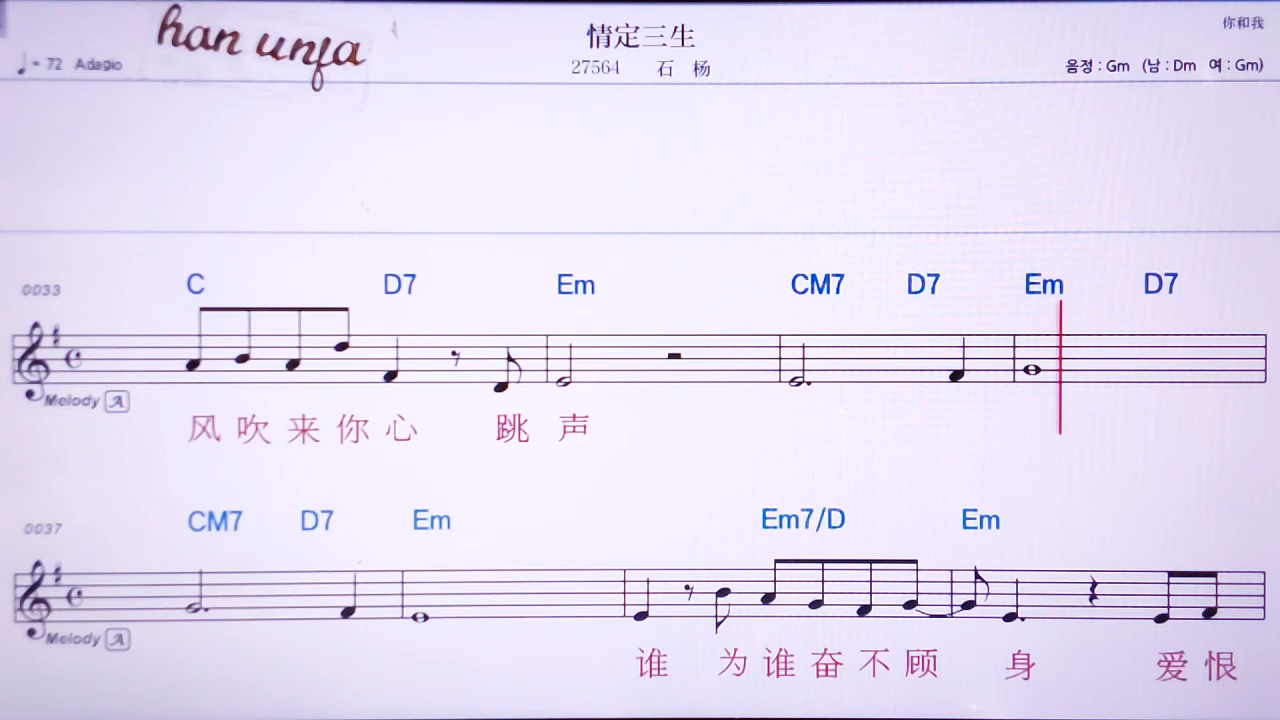 han unfa
情定三生
你和我
♩= 72 Adagio
27564 石 杨
음정 : Gm (남 : Dm 여 : Gm)
0033 C D7 Em CM7 D7 Em D7
Melody A
风吹来你心 跳 声
0037 CM7 D7 Em Em7/D Em
Melody A
谁 为谁奋不顾 身 爱恨